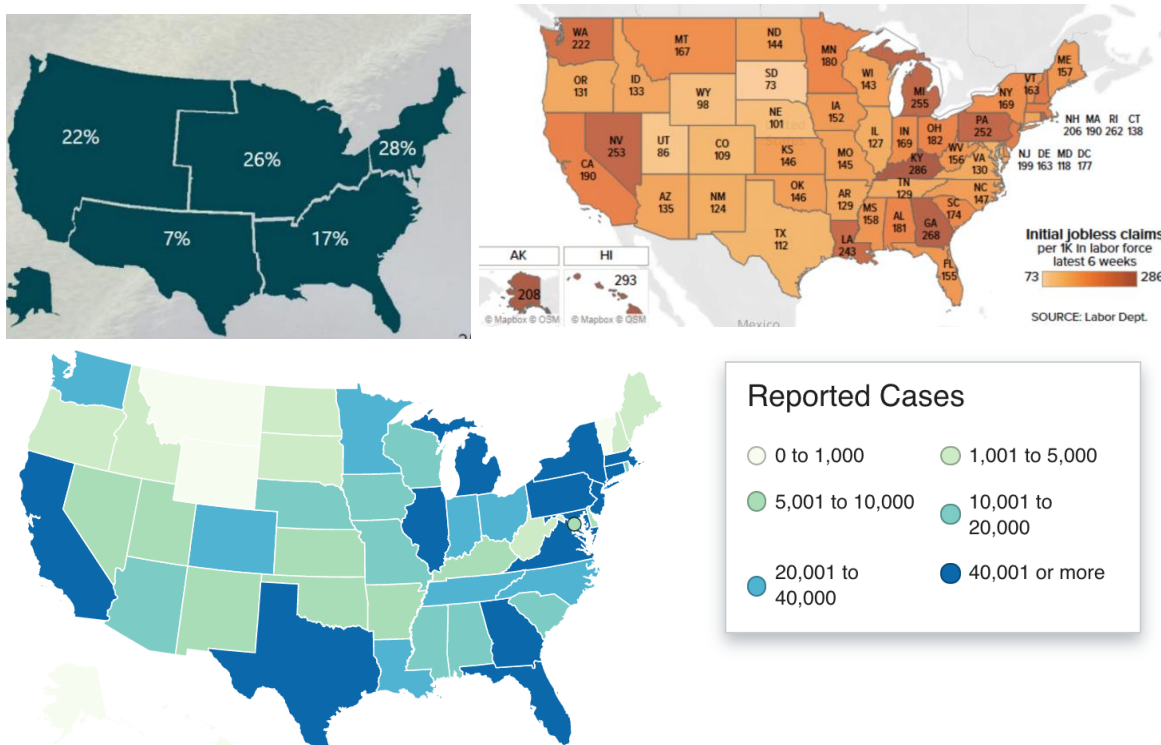 22%
26%
28%
7%
17%
WA
222
MT
167
ND
144
MN
180
ME
157
OR
131
ID
133
SD
73
WI
143
MI
255
NY
169
VT
163
WY
98
IA
152
PA
252
NH MA RI CT
206 190 262 138
NE
101
NV
253
UT
86
CO
109
IL
127
IN
169
OH
182
WV
156
VA
130
NJ DE MD DC
199 163 118 177
CA
190
KS
146
MO
145
KY
286
TN
129
NC
147
AZ
135
NM
124
OK
146
AR
129
MS
158
AL
181
SC
174
GA
268
TX
112
LA
243
FL
155
AK
208
© Mapbox © OSM
HI
293
© Mapbox © OSM
Mexico
Initial jobless claims
per 1K in labor force
latest 6 weeks
73 286
SOURCE: Labor Dept.
Reported Cases
0 to 1,000
1,001 to 5,000
5,001 to 10,000
10,001 to
20,000
20,001 to
40,000
40,001 or more